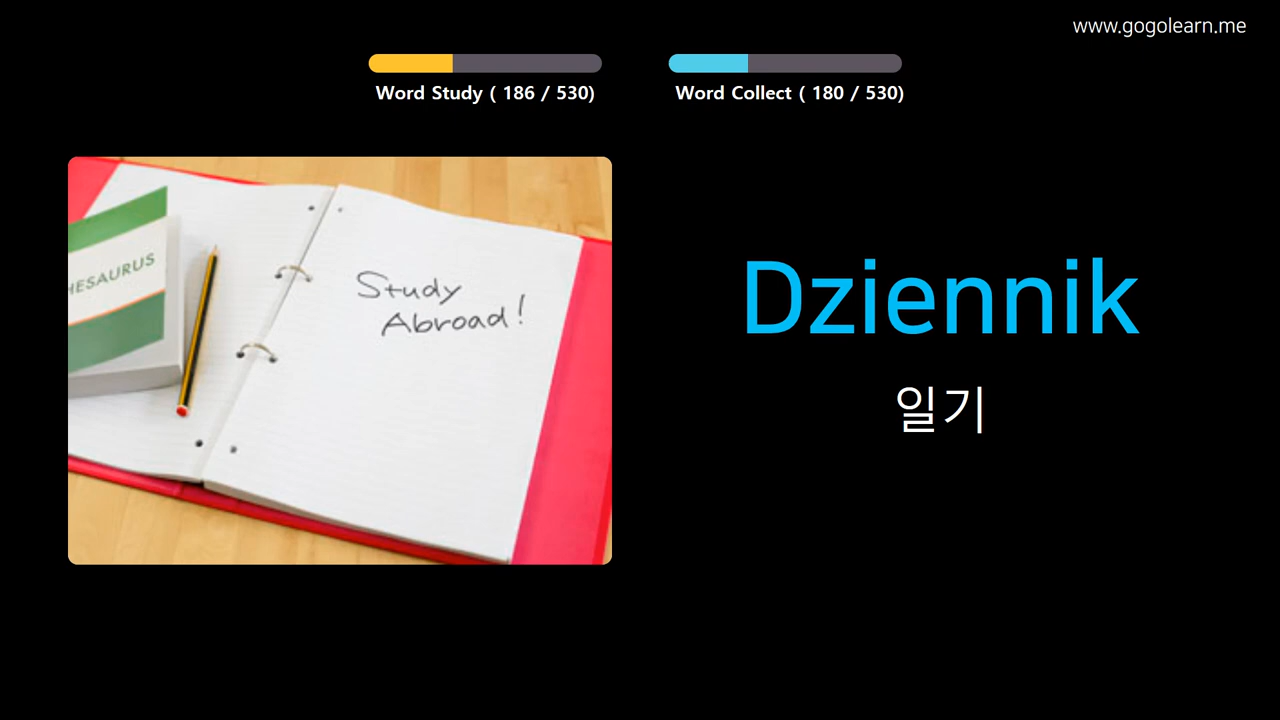 www.gogolearn.me
Word Study ( 186 / 530)
Word Collect ( 180 / 530)
HESAURUS
Study
Abroad!
Dziennik
일기